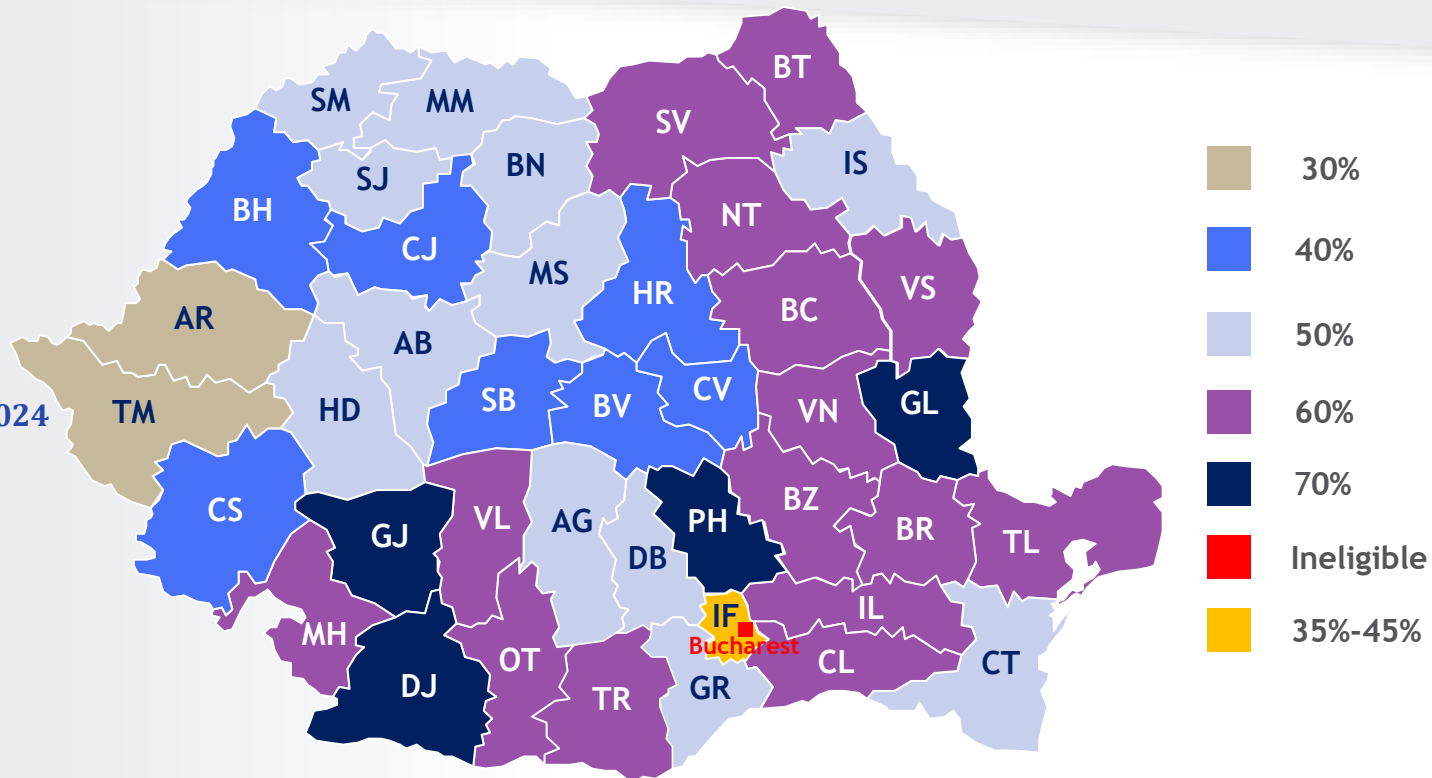 BT
SM
MM
SV
IS
BN
SJ
BH
NT
CJ
MS
VS
HR
BC
AR
AB
CV
SB
BV
GL
TM
HD
VN
024
CS
BZ
VL
AG
PH
GJ
BR
TL
DB
IL
IF
MH
Bucharest
OT
CL
CT
DJ
GR
TR
30%
40%
50%
60%
70%
Ineligible
35%-45%